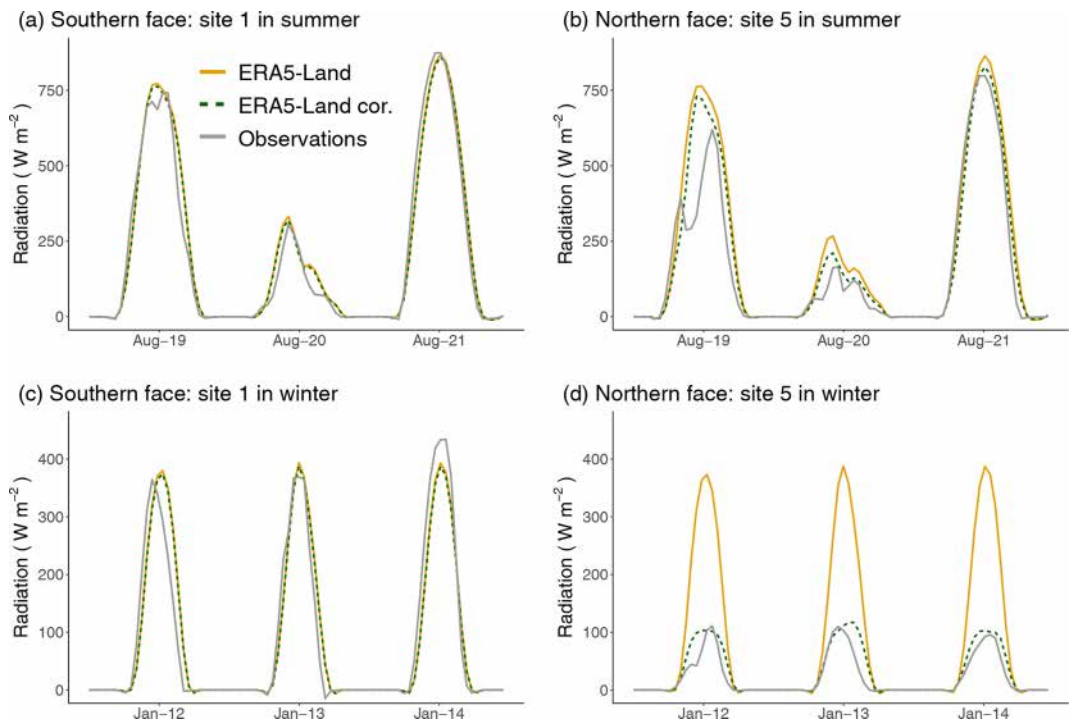 (a) Southern face: site 1 in summer
Radiation ( W m⁻²)
750
500
250
0
ERA5-Land
ERA5-Land cor.
Observations
Aug–19
Aug–20
Aug–21
(b) Northern face: site 5 in summer
Radiation ( W m⁻²)
750
500
250
0
Aug–19
Aug–20
Aug–21
(c) Southern face: site 1 in winter
Radiation ( W m⁻²)
400
300
200
100
0
Jan–12
Jan–13
Jan–14
(d) Northern face: site 5 in winter
Radiation ( W m⁻²)
400
300
200
100
0
Jan–12
Jan–13
Jan–14